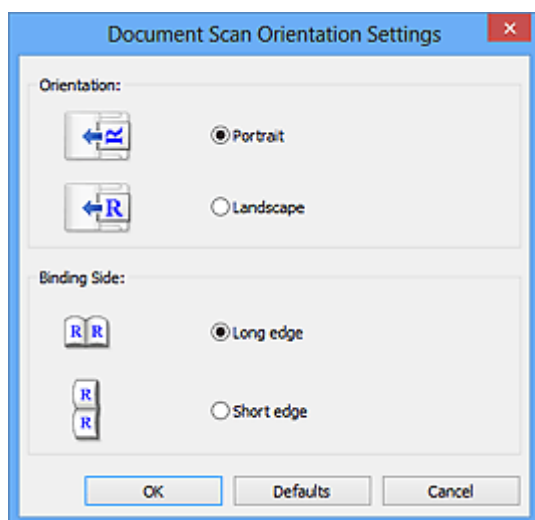 Document Scan Orientation Settings
Orientation:
R
Portrait
R
Landscape
Binding Side:
R R
Long edge
R
R
Short edge
OK Defaults Cancel